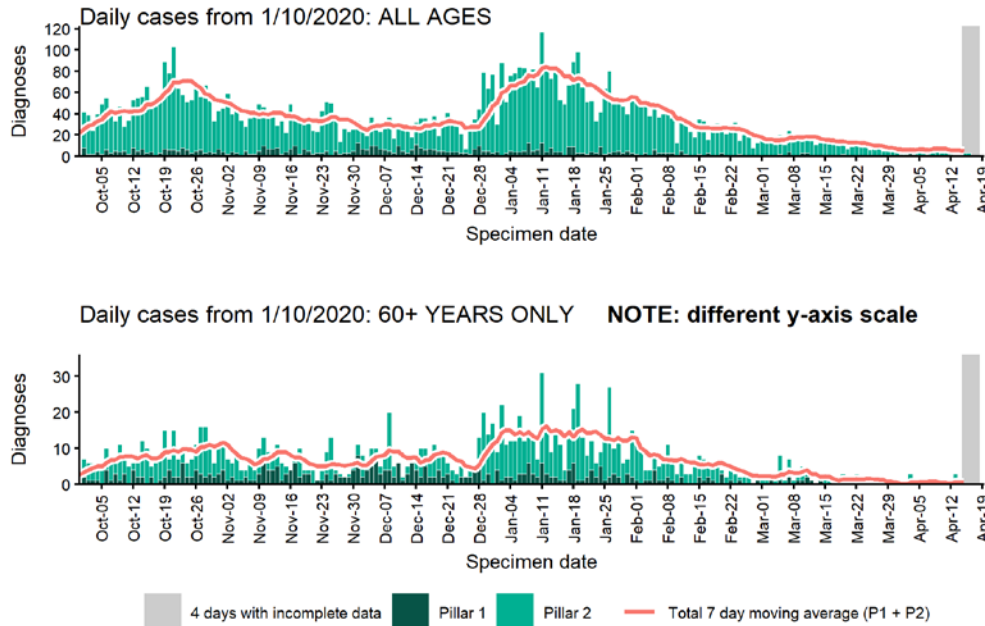 Daily cases from 1/10/2020: ALL AGES
Diagnoses
120
100
80
60
40
20
0
Oct-05
Oct-12
Oct-19
Oct-26
Nov-02
Nov-09
Nov-16
Nov-23
Nov-30
Dec-07
Dec-14
Dec-21
Dec-28
Jan-04
Jan-11
Jan-18
Jan-25
Feb-01
Feb-08
Feb-15
Feb-22
Mar-01
Mar-08
Mar-15
Mar-22
Mar-29
Apr-05
Apr-12
Apr-19
Specimen date
Daily cases from 1/10/2020: 60+ YEARS ONLY NOTE: different y-axis scale
Diagnoses
30
20
10
0
Oct-05
Oct-12
Oct-19
Oct-26
Nov-02
Nov-09
Nov-16
Nov-23
Nov-30
Dec-07
Dec-14
Dec-21
Dec-28
Jan-04
Jan-11
Jan-18
Jan-25
Feb-01
Feb-08
Feb-15
Feb-22
Mar-01
Mar-08
Mar-15
Mar-22
Mar-29
Apr-05
Apr-12
Apr-19
Specimen date
4 days with incomplete data Pillar 1 Pillar 2 Total 7 day moving average (P1 + P2)